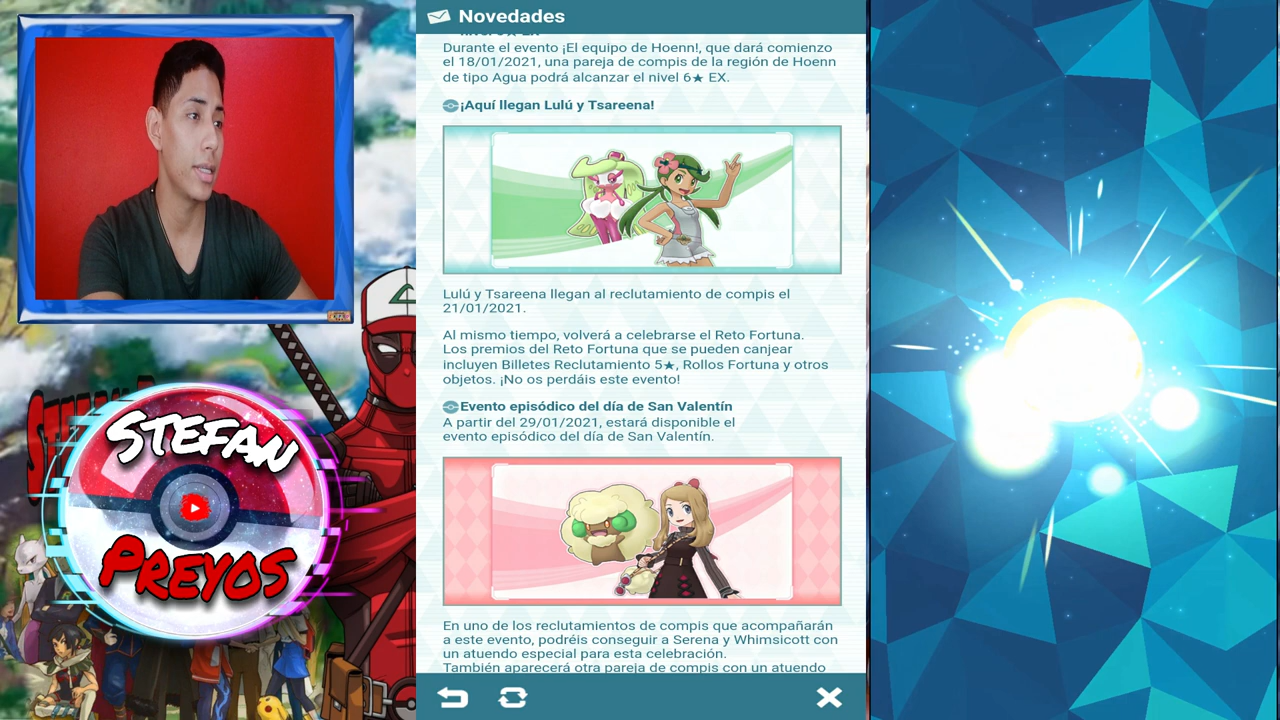 Novedades
Durante el evento ¡El equipo de Hoenn!, que dará comienzo
el 18/01/2021, una pareja de compis de la región de Hoenn
de tipo Agua podrá alcanzar el nivel 6★ EX.
¡Aquí llegan Lulú y Tsareena!
Lulú y Tsareena llegan al reclutamiento de compis el
21/01/2021.
Al mismo tiempo, volverá a celebrarse el Reto Fortuna.
Los premios del Reto Fortuna que se pueden canjear
incluyen Billetes Reclutamiento 5★, Rollos Fortuna y otros
objetos. ¡No os perdáis este evento!
Evento episódico del día de San Valentín
A partir del 29/01/2021, estará disponible el
evento episódico del día de San Valentín.
En uno de los reclutamientos de compis que acompañarán
a este evento, podréis conseguir a Serena y Whimsicott con
un atuendo especial para esta celebración.
También aparecerá otra pareja de compis con un atuendo
STEFAN
PREYOS